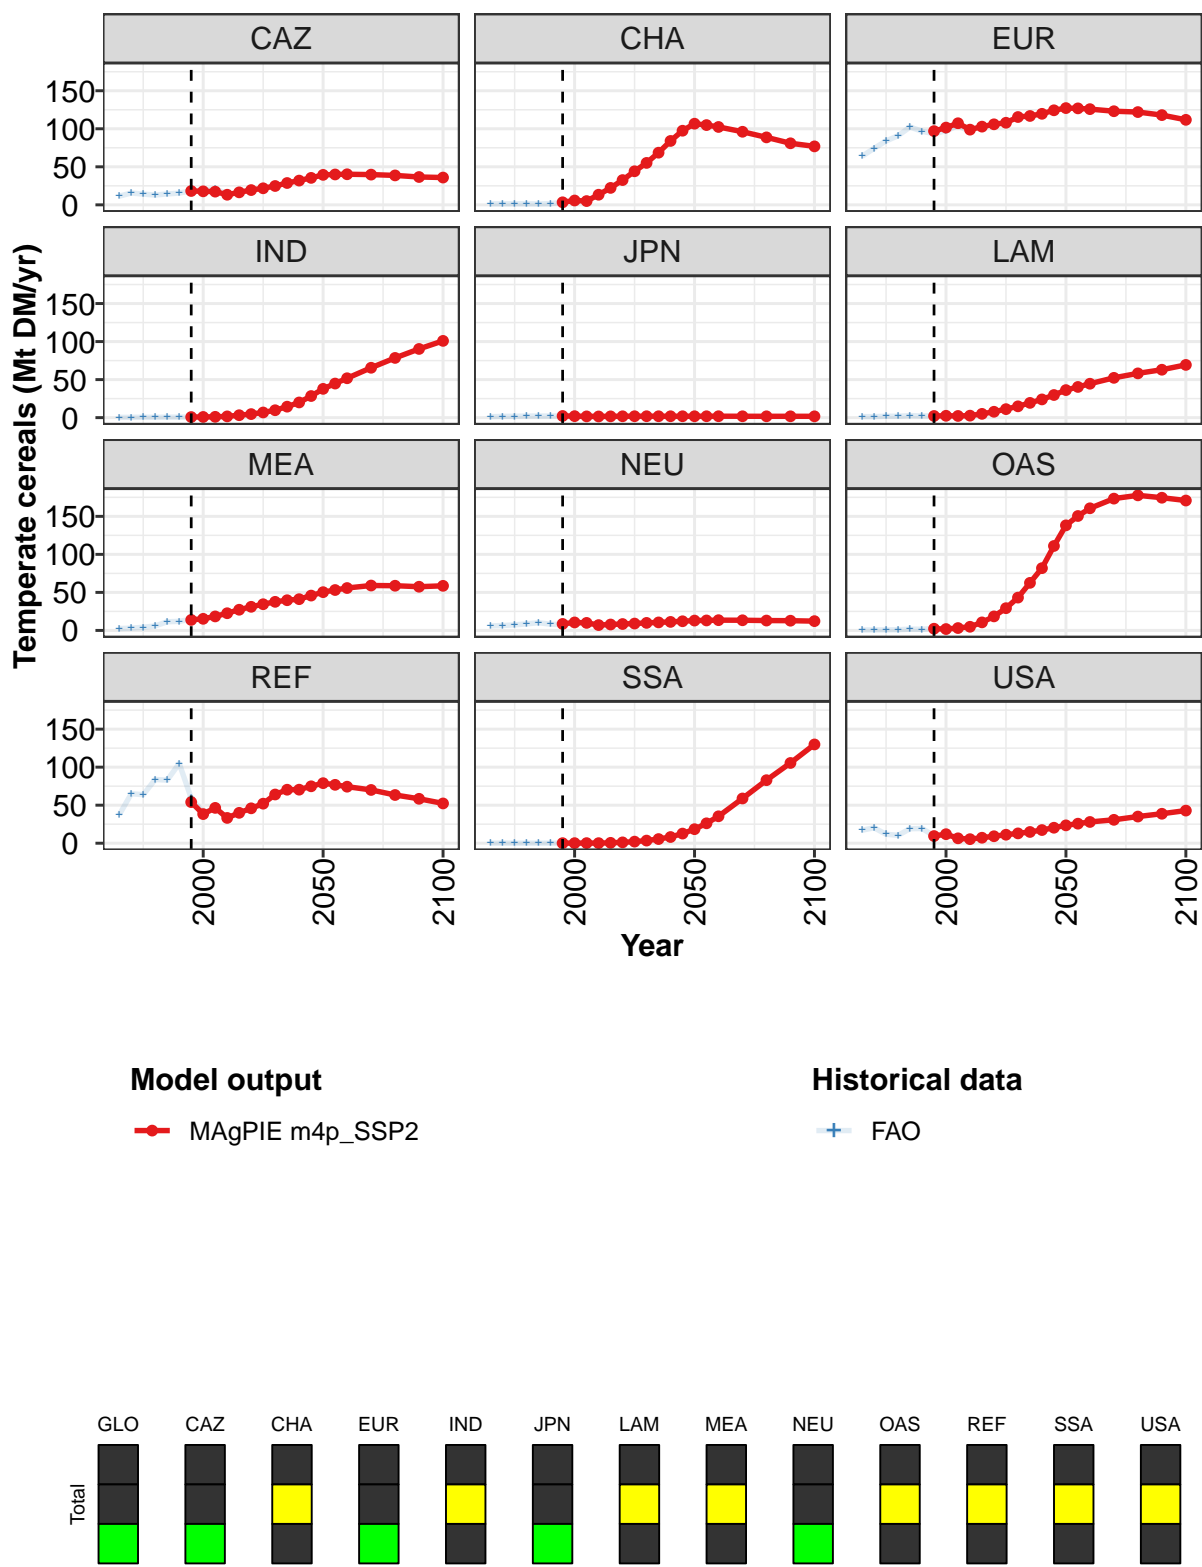 CAZ CHA EUR
150
100
50
0
IND JPN LAM
150
100
50
0
MEA NEU OAS
150
100
50
0
REF SSA USA
150
100
50
0
Temperate cereals (Mt DM/yr)
2000 2050 2100 2000 2050 2100 2000 2050 2100
Year
Model output Historical data
MAgPIE m4p_SSP2 FAO
GLO CAZ CHA EUR IND JPN LAM MEA NEU OAS REF SSA USA
Total